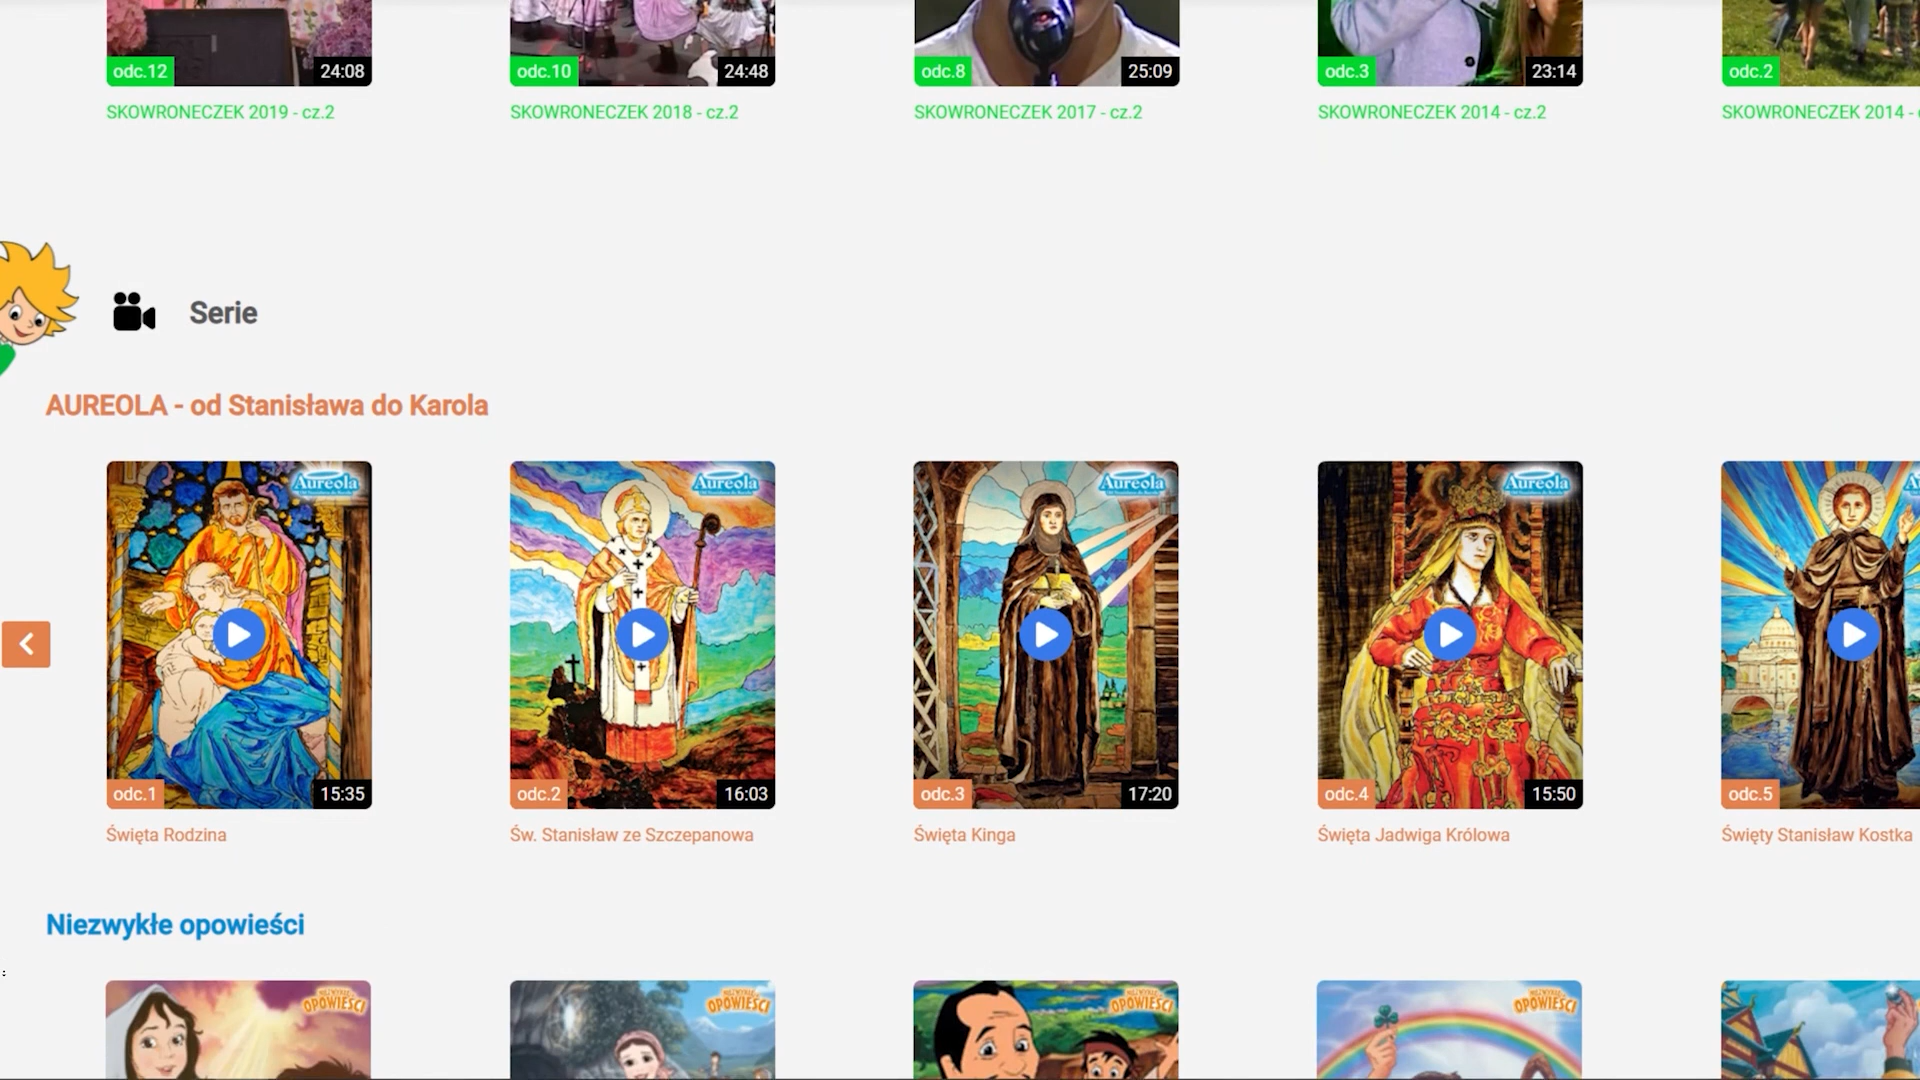 odc.12 24:08 odc.10 24:48 odc.8 25:09 odc.3 23:14 odc.2
SKOWRONECZEK 2019 - cz.2 SKOWRONECZEK 2018 - cz.2 SKOWRONECZEK 2017 - cz.2 SKOWRONECZEK 2014 - cz.2 SKOWRONECZEK 2014 -
Serie
AUREOLA - od Stanisława do Karola
Aureola Aureola Aureola Aureola
odc.1 15:35 odc.2 16:03 odc.3 17:20 odc.4 15:50 odc.5
Święta Rodzina Św. Stanisław ze Szczepanowa Święta Kinga Święta Jadwiga Królowa Święty Stanisław Kostka
Niezwykłe opowieści
NIEZWYKŁE NIEZWYKŁE NIEZWYKŁE NIEZWYKŁE
OPOWIEŚCI OPOWIEŚCI OPOWIEŚCI OPOWIEŚCI